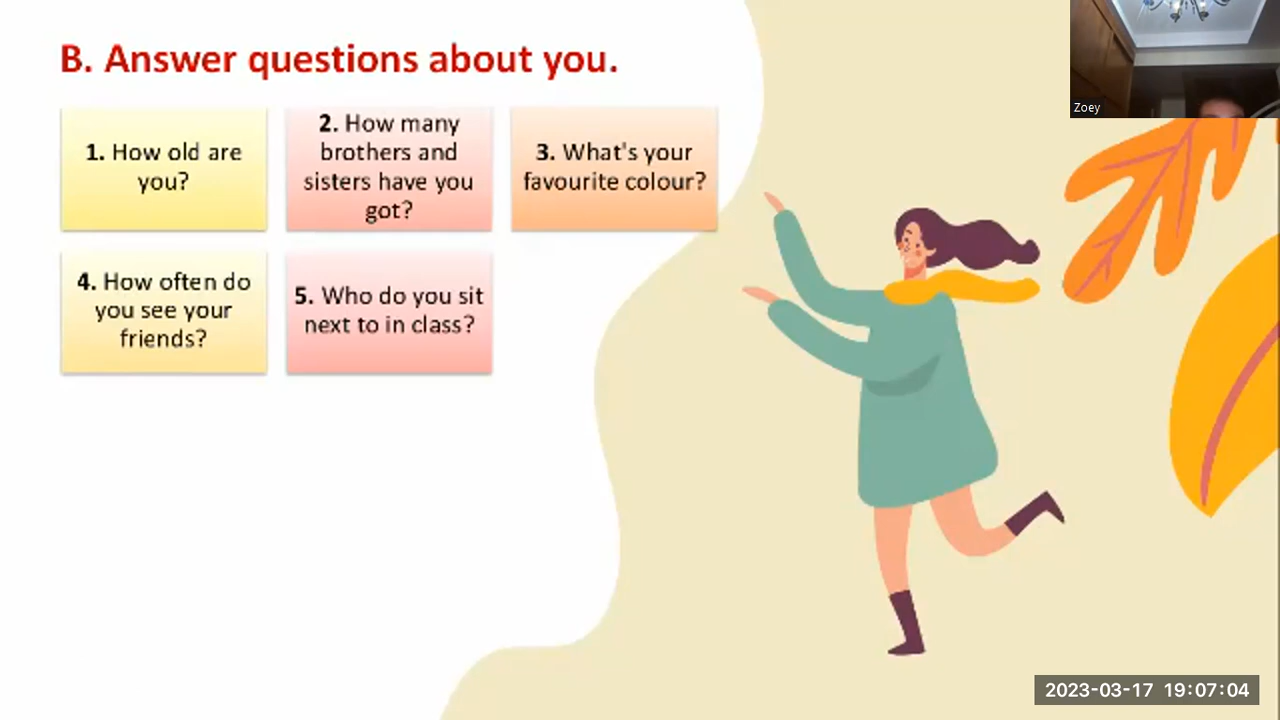 B. Answer questions about you.
1. How old are
you?
2. How many
brothers and
sisters have you
got?
3. What's your
favourite colour?
4. How often do
you see your
friends?
5. Who do you sit
next to in class?
Zoey
2023-03-17 19:07:04